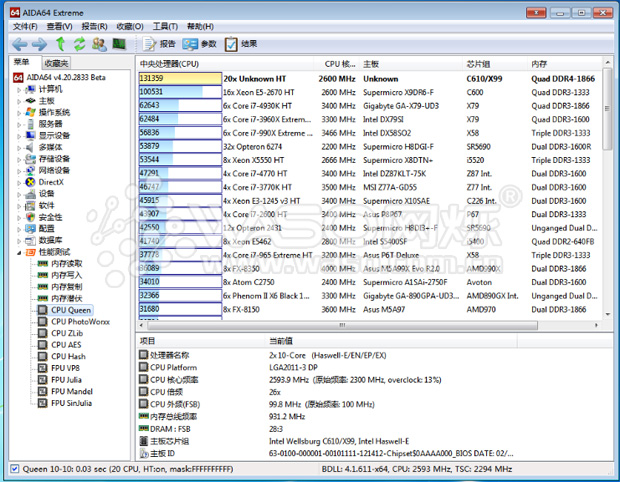 64 AIDA64 Extreme
文件(F) 查看(V) 报告(R) 收藏(O) 工具(T) 帮助(H)
报告 参数 结果
菜单 收藏夹
64 AIDA64 v4.20.2833 Beta
计算机
主板
操作系统
服务器
显示设备
多媒体
存储设备
网络设备
DirectX
设备
软件
安全性
配置
数据库
性能测试
内存读取
内存写入
内存复制
内存潜伏
CPU Queen
CPU PhotoWorxx
CPU ZLib
CPU AES
CPU Hash
FPU VP8
FPU Julia
FPU Mandel
FPU SinJulia
中央处理器(CPU) CPU 核... 主板 芯片组 内存
131359 20x Unknown HT 2600 MHz Unknown C610/X99 Quad DDR4-1866
100531 16x Xeon E5-2670 HT 2600 MHz Supermicro X9DR6-F C600 Quad DDR3-1333
62643 6x Core i7-4930K HT 3400 MHz Gigabyte GA-X79-UD3 X79 Quad DDR3-1866
62484 6x Core i7-3960X Extreme ... 3300 MHz Intel DX79SI X79 Quad DDR3-1600
56836 6x Core i7-990X Extreme ... 3466 MHz Intel DX58SO2 X58 Triple DDR3-1333
53879 32x Opteron 6274 2200 MHz Supermicro H8DGI-F SR5690 Dual DDR3-1600R
53544 8x Xeon X5550 HT 2666 MHz Supermicro X8DTN+ i5520 Triple DDR3-1333
47291 4x Core i7-4770 HT 3400 MHz Intel DZ87KLT-75K Z87 Int. Dual DDR3-1600
46747 4x Core i7-3770K HT 3500 MHz MSI Z77A-GD55 Z77 Int. Dual DDR3-1600
45915 4x Xeon E3-1245 v3 HT 3400 MHz Supermicro X10SAE C226 Int. Dual DDR3-1600
43907 4x Core i7-2600 HT 3400 MHz Asus P8P67 P67 Dual DDR3-1333
42550 12x Opteron 2431 2400 MHz Supermicro H8DI3+-F SR5690 Unganged Dual D...
41740 8x Xeon E5462 2800 MHz Intel S5400SF i5400 Quad DDR2-640FB
37778 4x Core i7-965 Extreme HT 3200 MHz Asus P6T Deluxe X58 Triple DDR3-1333
36089 8x FX-8350 4000 MHz Asus M5A99X Evo R2.0 AMD990X Dual DDR3-1866
34010 8x Atom C2750 2400 MHz Supermicro A1SAi-2750F Avoton Dual DDR3-1600
32366 6x Phenom II X6 Black 1... 3300 MHz Gigabyte GA-890GPA-UD3... AMD890GX Int. Unganged Dual D...
31680 8x FX-8150 3600 MHz Asus M5A97 AMD970 Dual DDR3-1866
项目 当前值
处理器名称 2x 10-Core (Haswell-E/EN/EP/EX)
CPU Platform LGA2011-3 DP
CPU 核心频率 2593.9 MHz (原始频率: 2300 MHz, overclock: 13%)
CPU 倍频 26x
CPU 外频(FSB) 99.8 MHz (原始频率: 100 MHz)
内存总线频率 931.2 MHz
DRAM : FSB 28:3
主板芯片组 Intel Wellsburg C610/X99, Intel Haswell-E
主板 ID 63-0100-000001-00101111-121412-Chipset$0AAAA000_BIOS DATE: 02/...
Queen 10-10: 0.03 sec (20 CPU, HT:on, mask:FFFFFFFFF) BDLL: 4.1.611-x64, CPU: 2593 MHz, TSC: 2294 MHz